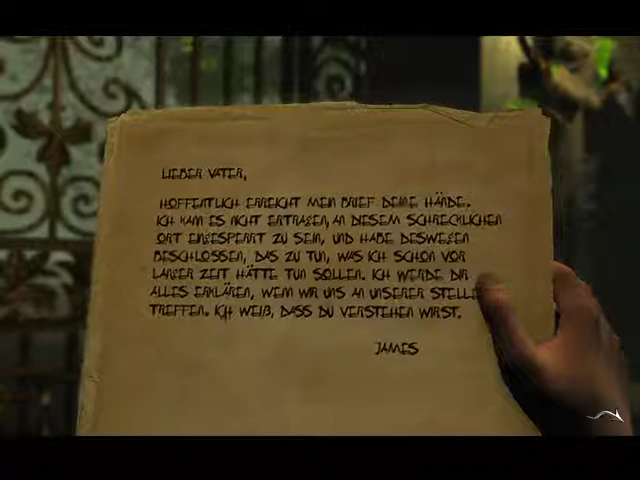 LIEBER VATER,
HOFFENTLICH ERREICHT MEIN BRIEF DEINE HÄNDE.
ICH KANN ES NICHT ERTRAGEN, AN DIESEM SCHRECKLICHEN
ORT EINGESPERRT ZU SEIN, UND HABE DESWEGEN
BESCHLOSSEN, DAS ZU TUN, WAS ICH SCHON VOR
LANGER ZEIT HÄTTE TUN SOLLEN. ICH WERDE DIR
ALLES ERKLÄREN, WENN WIR UNS AN UNSERER STELLE
TREFFEN. ICH WEIß, DASS DU VERSTEHEN WIRST.
JAMES